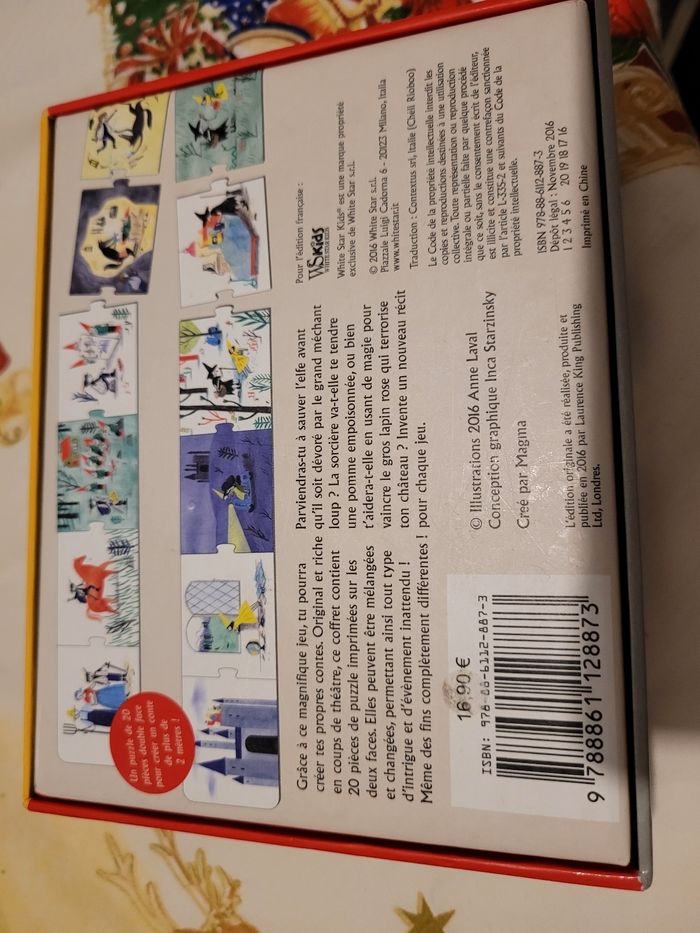 Un puzzle de 20
pièces double face
pour créer un conte
de plus de
2 mètres !
Grâce à ce magnifique jeu, tu pourra
créer tes propres contes. Original et riche
en coups de théâtre, ce coffret contient
20 pièces de puzzle imprimées sur les
deux faces. Elles peuvent être mélangées
et changées, permettant ainsi tout type
d'intrigue et d'évènement inattendu !
Même des fins complètement différentes !
Parviendras-tu à sauver l'elfe avant
qu'il soit dévoré par le grand méchant
loup ? La sorcière va-t-elle te tendre
une pomme empoisonnée, ou bien
t'aidera-t-elle en usant de magie pour
vaincre le gros lapin rose qui terrorise
ton château ? Invente un nouveau récit
pour chaque jeu.
Pour l'édition française :
WS Kids
WHITE STAR KIDS
White Star Kids® est une marque propriété
exclusive de White Star s.r.l.
© 2016 White Star s.r.l.
Piazzale Luigi Cadorna 6 - 20123 Milano, Italia
www.whitestar.it
Traduction : Contextus srl, Italie (Chéli Rioboo)
Le Code de la propriété intellectuelle interdit les
copies et reproductions destinées à une utilisation
collective. Toute représentation ou reproduction
intégrale ou partielle faite par quelque procédé
que ce soit, sans le consentement écrit de l'éditeur,
est illicite et constitue une contrefaçon sanctionnée
par l'article L-335-2 et suivants du Code de la
propriété intellectuelle.
ISBN 978-88-6112-887-3
Dépôt légal : Novembre 2016
1 2 3 4 5 6 20 19 18 17 16
Imprimé en Chine
© Illustrations 2016 Anne Laval
Conception graphique Inca Starzinsky
Creé par Magma
L'édition originale a été réalisée, produite et
publiée en 2016 par Laurence King Publishing
Ltd, Londres.
16,90 €
ISBN: 978-88-6112-887-3
9 788861 128873